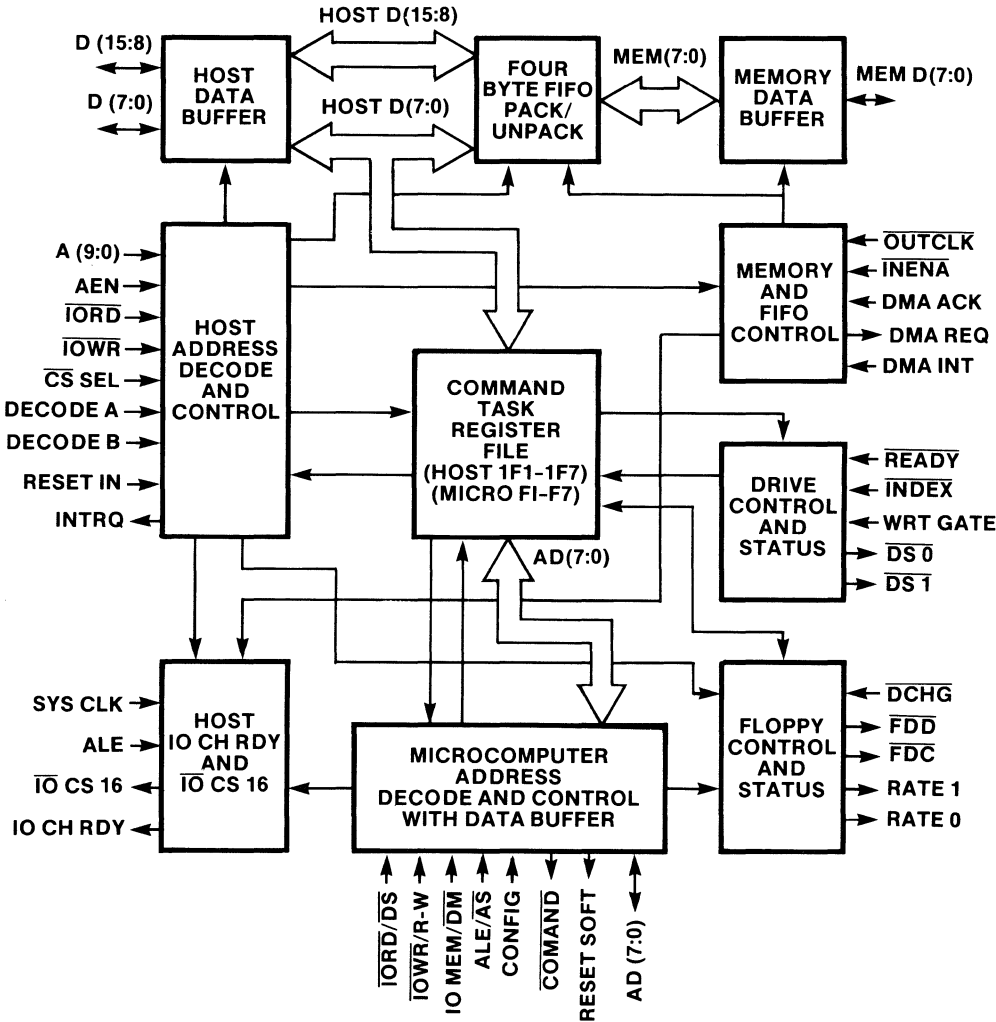 HOST D(15:8)
D (15:8)
D (7:0)
HOST
DATA
BUFFER
HOST D(7:0)
FOUR
BYTE FIFO
PACK/
UNPACK
MEM(7:0)
MEMORY
DATA
BUFFER
MEM D(7:0)
A (9:0)
AEN
IORD
IOWR
CS SEL
DECODE A
DECODE B
RESET IN
INTRQ
HOST
ADDRESS
DECODE
AND
CONTROL
MEMORY
AND
FIFO
CONTROL
OUTCLK
INENA
DMA ACK
DMA REQ
DMA INT
COMMAND
TASK
REGISTER
FILE
(HOST 1F1-1F7)
(MICRO FI-F7)
AD(7:0)
DRIVE
CONTROL
AND
STATUS
READY
INDEX
WRT GATE
DS 0
DS 1
SYS CLK
ALE
IO CS 16
IO CH RDY
HOST
IO CH RDY
AND
IO CS 16
MICROCOMPUTER
ADDRESS
DECODE AND CONTROL
WITH DATA BUFFER
FLOPPY
CONTROL
AND
STATUS
DCHG
FDD
FDC
RATE 1
RATE 0
IORD/DS
IOWR/R-W
IO MEM/DM
ALE/AS
CONFIG
COMAND
RESET SOFT
AD (7:0)